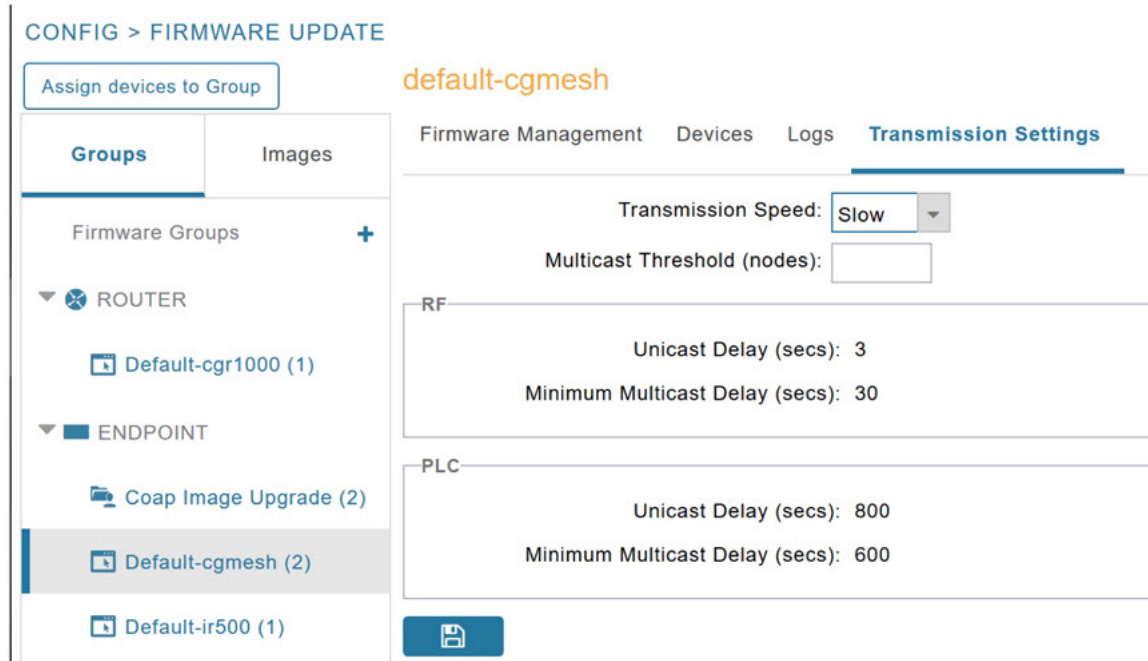 CONFIG > FIRMWARE UPDATE
Assign devices to Group
Groups
Images
Firmware Groups
ROUTER
Default-cgr1000 (1)
ENDPOINT
Coap Image Upgrade (2)
Default-cgmesh (2)
Default-ir500 (1)
default-cgmesh
Firmware Management Devices Logs Transmission Settings
Transmission Speed: Slow
Multicast Threshold (nodes):
RF
Unicast Delay (secs): 3
Minimum Multicast Delay (secs): 30
PLC
Unicast Delay (secs): 800
Minimum Multicast Delay (secs): 600